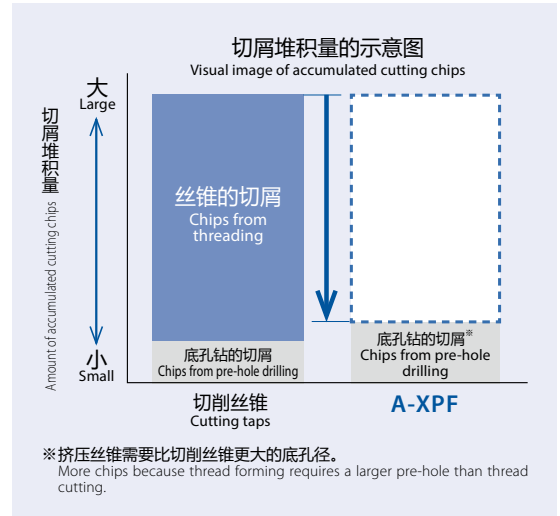 切屑堆积量的示意图
Visual image of accumulated cutting chips
大
Large
切屑堆积量
Amount of accumulated cutting chips
小
Small
丝锥的切屑
Chips from
threading
底孔钻的切屑
Chips from pre-hole drilling
底孔钻的切屑※
Chips from pre-hole
drilling
切削丝锥
Cutting taps
A-XPF
※挤压丝锥需要比切削丝锥更大的底孔径。
More chips because thread forming requires a larger pre-hole than thread
cutting.